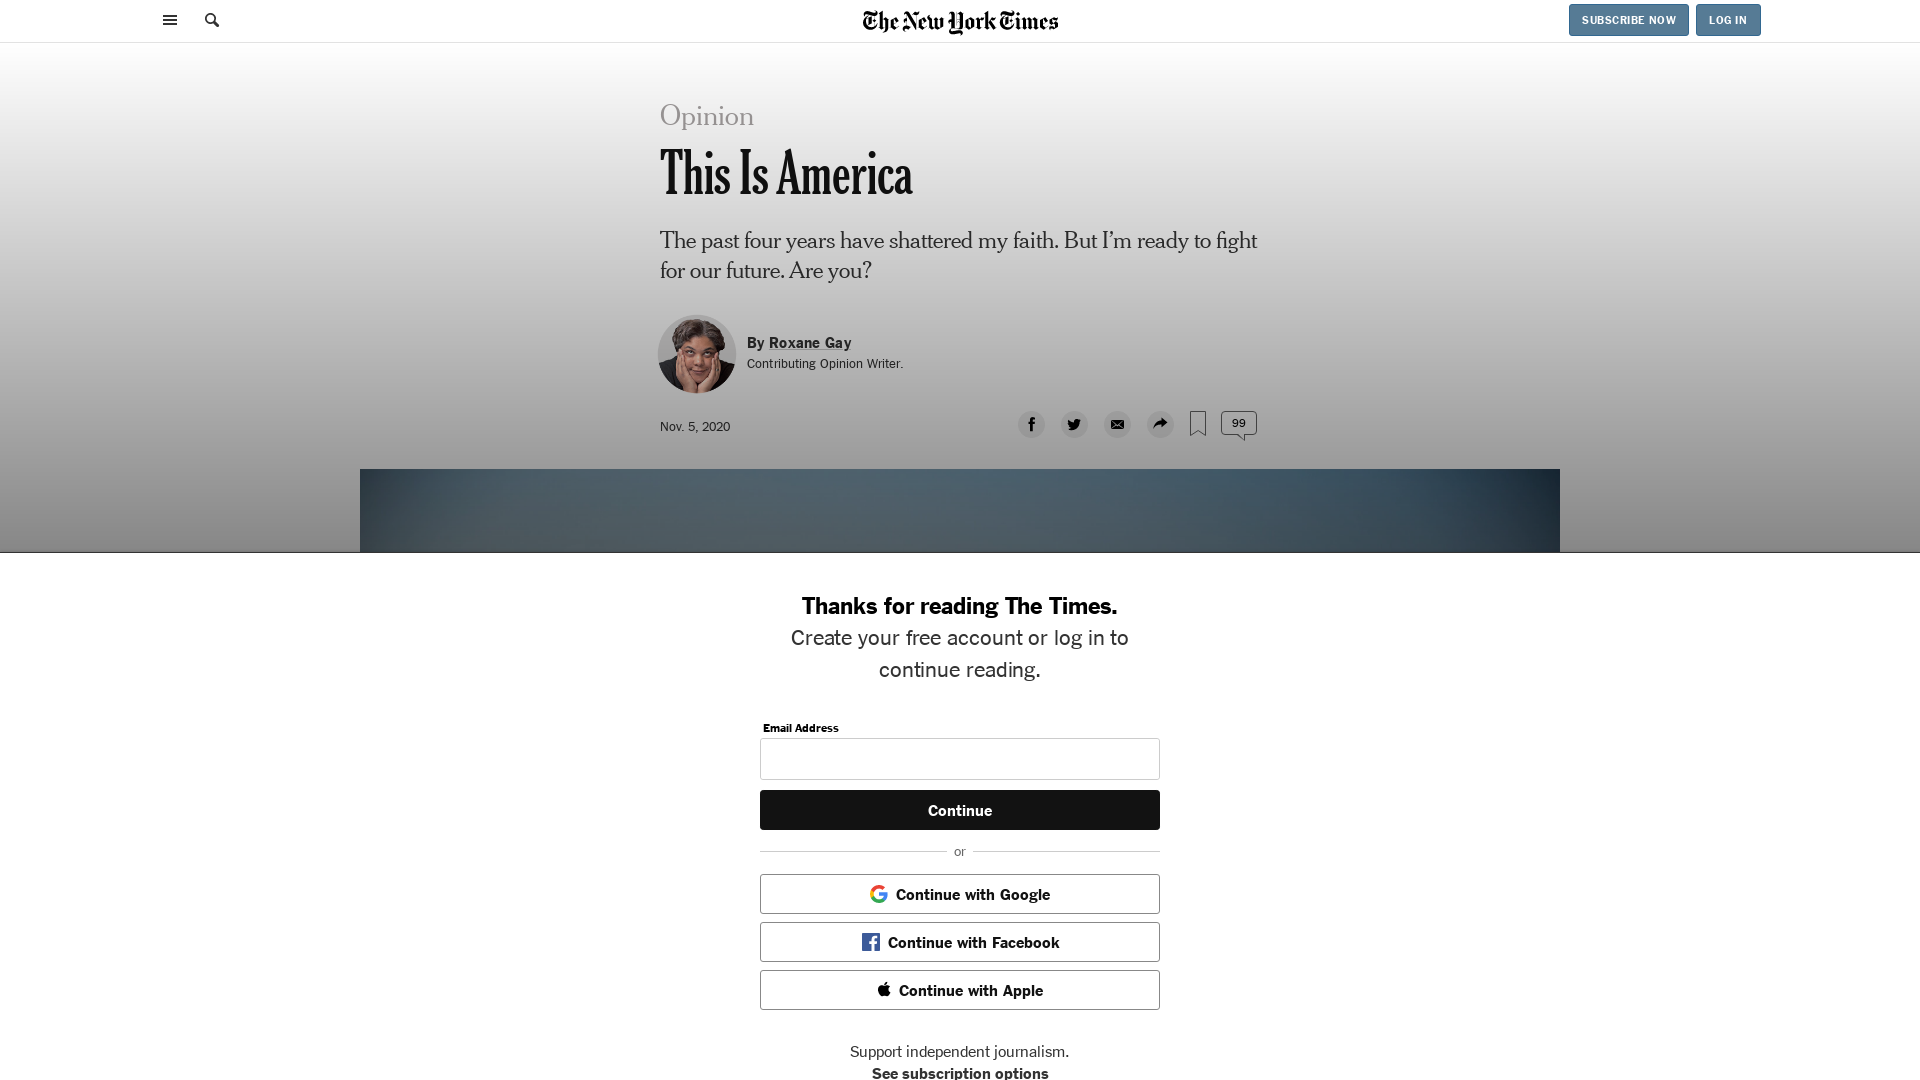 The New York Times
SUBSCRIBE NOW
LOG IN
Opinion
This Is America
The past four years have shattered my faith. But I’m ready to fight
for our future. Are you?
By Roxane Gay
Contributing Opinion Writer.
Nov. 5, 2020
99
Thanks for reading The Times.
Create your free account or log in to
continue reading.
Email Address
Continue
or
Continue with Google
Continue with Facebook
Continue with Apple
Support independent journalism.
See subscription options